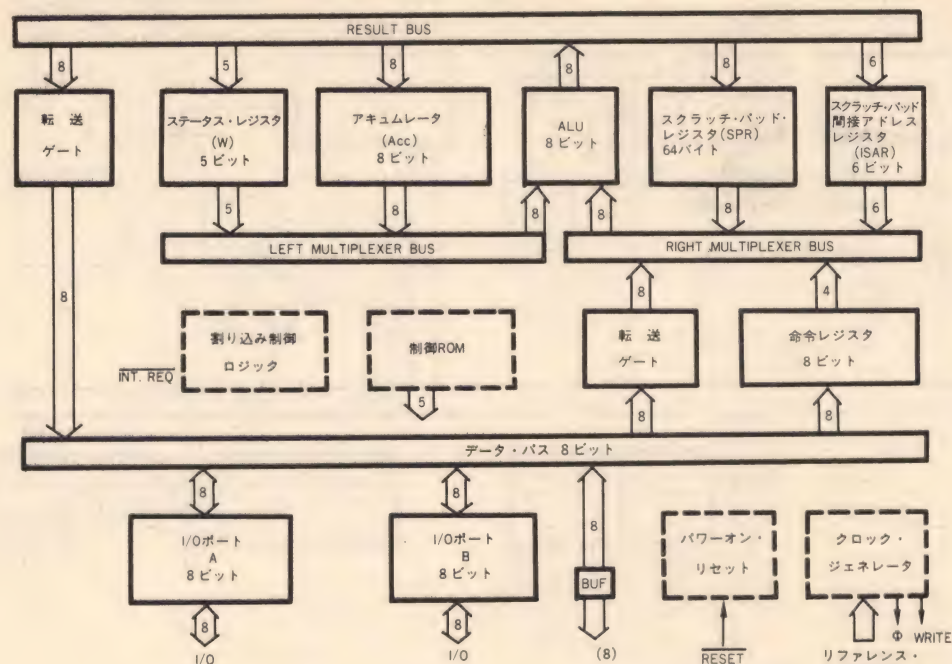 RESULT BUS
8
5
8
8
8
6
転送
ゲート
ステータス・レジスタ
(W)
5ビット
アキュムレータ
(Acc)
8ビット
ALU
8ビット
スクラッチ・パッド・
レジスタ(SPR)
64バイト
スクラッチ・パッド
間接アドレス
レジスタ
(ISAR)
6ビット
5
8
8
8
8
6
LEFT MULTIPLEXER BUS
RIGHT MULTIPLEXER BUS
8
8
4
割り込み制御
ロジック
INT. REQ
制御ROM
5
転送
ゲート
命令レジスタ
8ビット
8
8
データ・バス 8ビット
8
8
8
I/Oポート
A
8ビット
I/Oポート
B
8ビット
BUF
パワーオン・
リセット
クロック・
ジェネレータ
8
8
I/O
I/O
(8)
RESET
Φ WRITE
リファレンス・